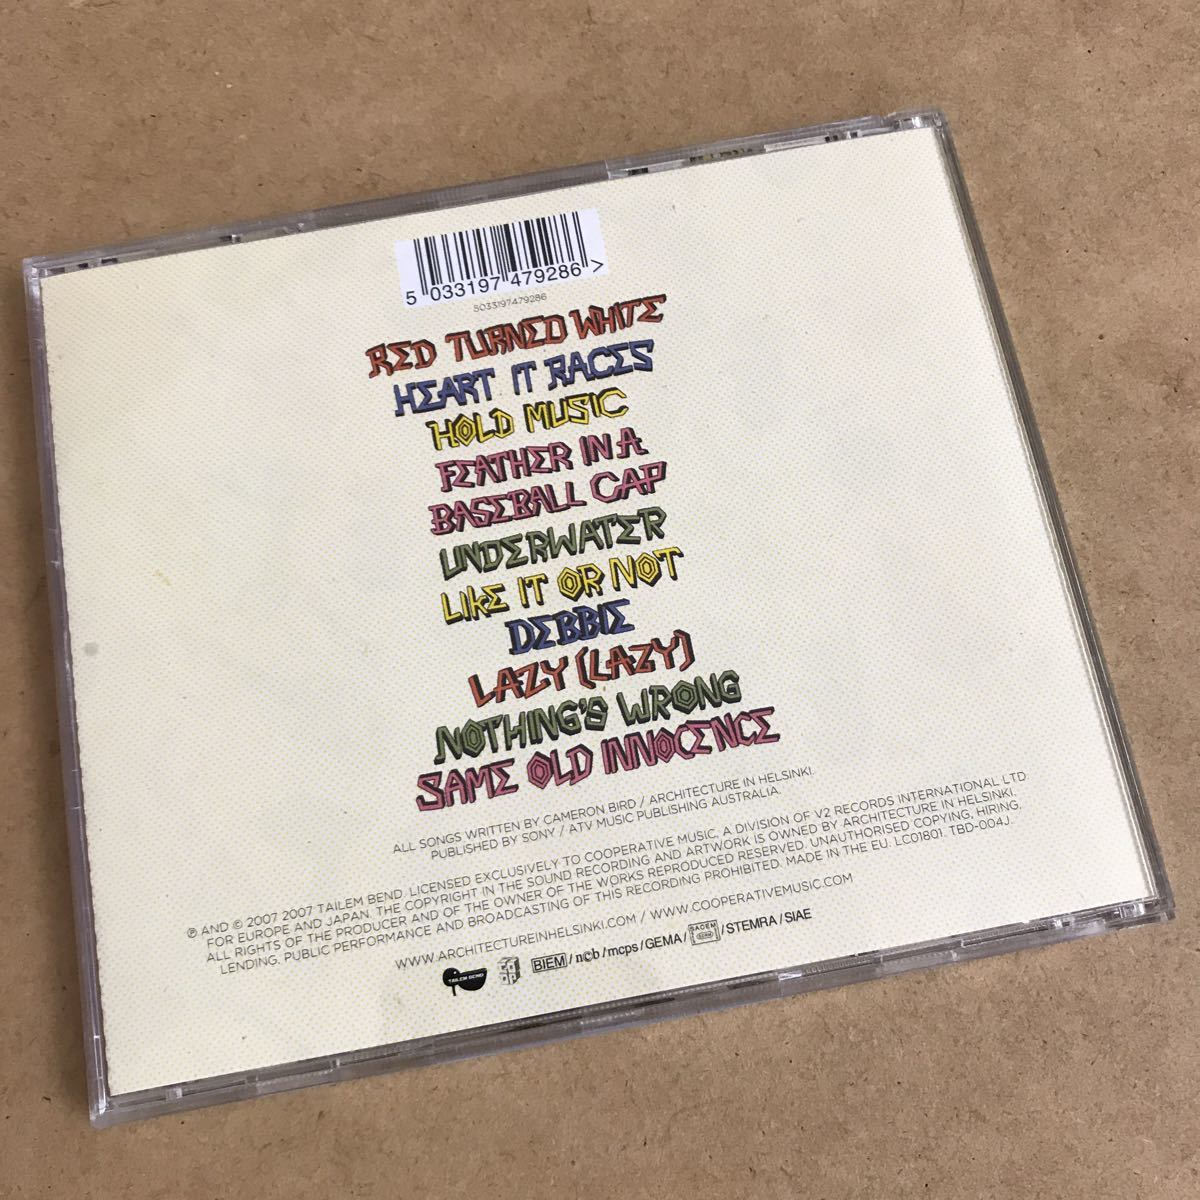 5 033197 479286 >
5033197479286
RED TURNED WHITE
HEART IT RACES
HOLD MUSIC
FEATHER IN A
BASEBALL CAP
UNDERWATER
LIKE IT OR NOT
DEBBIE
LAZY (LAZY)
NOTHING'S WRONG
SAME OLD INNOCENCE
ALL SONGS WRITTEN BY CAMERON BIRD / ARCHITECTURE IN HELSINKI.
PUBLISHED BY SONY / ATV MUSIC PUBLISHING AUSTRALIA.
℗ AND © 2007 2007 TAILEM BEND. LICENSED EXCLUSIVELY TO COOPERATIVE MUSIC, A DIVISION OF V2 RECORDS INTERNATIONAL LTD
FOR EUROPE AND JAPAN. THE COPYRIGHT IN THE SOUND RECORDING AND ARTWORK IS OWNED BY ARCHITECTURE IN HELSINKI.
ALL RIGHTS OF THE PRODUCER AND OF THE OWNER OF THE WORKS REPRODUCED RESERVED. UNAUTHORISED COPYING, HIRING,
LENDING, PUBLIC PERFORMANCE AND BROADCASTING OF THIS RECORDING PROHIBITED. MADE IN THE EU. LC01801. TBD-004J.
WWW.ARCHITECTUREINHELSINKI.COM / WWW.COOPERATIVEMUSIC.COM
TAILEM BEND BIEM / n©b / mcps / GEMA / SACEM / STEMRA / SIAE